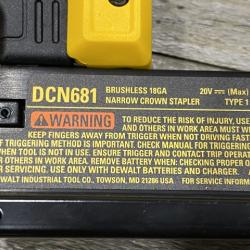 DCN681 BRUSHLESS 18GA 20V ⎓ (Max)
NARROW CROWN STAPLER TYPE 1
WARNING TO REDUCE THE RISK OF INJURY, USE
AND OTHERS IN WORK AREA MUST W
KEEP FINGERS AWAY FROM TRIGGER WHEN NOT DRIVING FAST
F TRIGGERING METHOD IS IMPORTANT. CHECK MANUAL FOR TRIGGERING
WHEN TOOL IS NOT IN USE. ENSURE TRIGGER AND CONTACT TRIP OPERAT
R OTHERS IN WORK AREA. REMOVE BATTERY WHEN: CHECKING PROPER O
SERVICE. USE ONLY WITH DEWALT BATTERIES AND CHARGER.
WALT INDUSTRIAL TOOL CO., TOWSON, MD 21286 USA FOR SERVICE INFORM